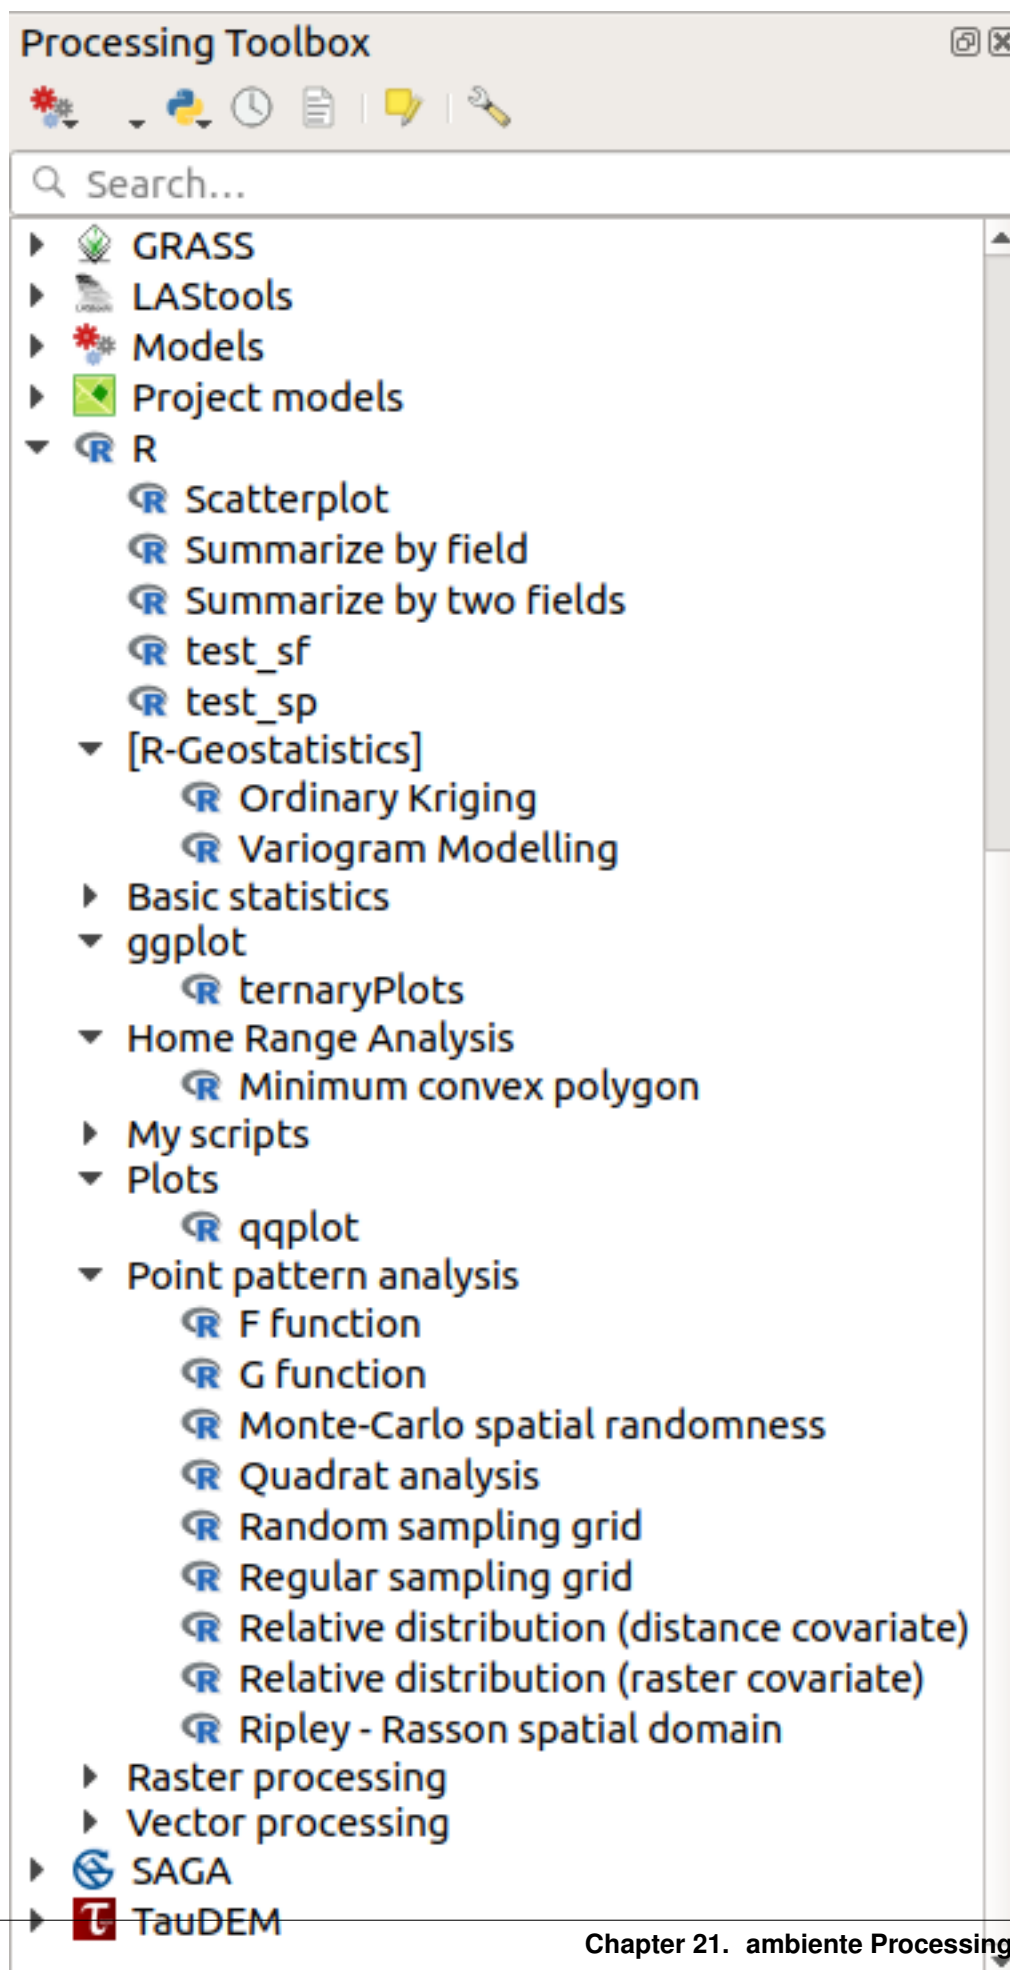 Processing Toolbox
Search...
GRASS
LAStools
Models
Project models
R
Scatterplot
Summarize by field
Summarize by two fields
test_sf
test_sp
[R-Geostatistics]
Ordinary Kriging
Variogram Modelling
Basic statistics
ggplot
ternaryPlots
Home Range Analysis
Minimum convex polygon
My scripts
Plots
qqplot
Point pattern analysis
F function
G function
Monte-Carlo spatial randomness
Quadrat analysis
Random sampling grid
Regular sampling grid
Relative distribution (distance covariate)
Relative distribution (raster covariate)
Ripley - Rasson spatial domain
Raster processing
Vector processing
SAGA
TauDEM
Chapter 21. ambiente Processing